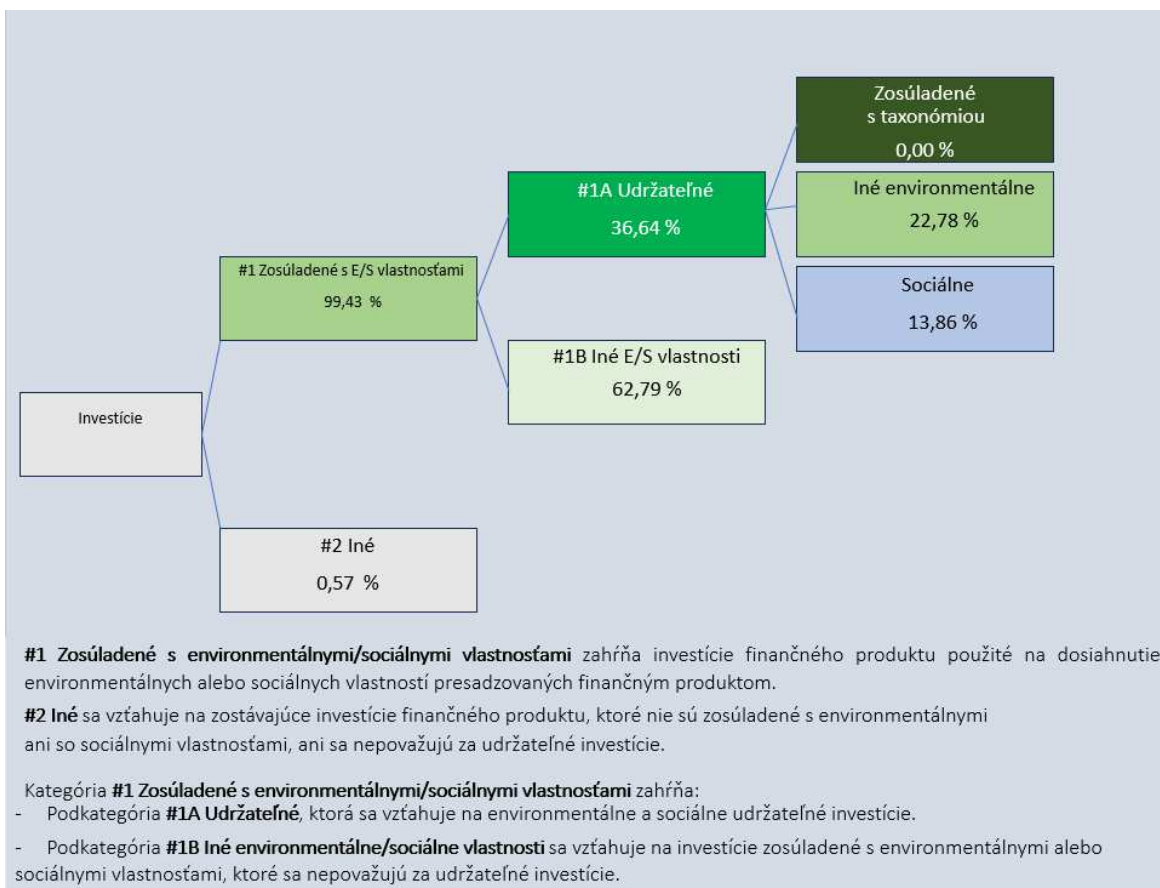 Zosúladené
s taxonómiou
0,00 %
#1A Udržateľné
36,64 %
Iné environmentálne
22,78 %
#1 Zosúladené s E/S vlastnosťami
99,43 %
Sociálne
13,86 %
#1B Iné E/S vlastnosti
62,79 %
Investície
#2 Iné
0,57 %
#1 Zosúladené s environmentálnymi/sociálnymi vlastnosťami zahŕňa investície finančného produktu použité na dosiahnutie
environmentálnych alebo sociálnych vlastností presadzovaných finančným produktom.
#2 Iné sa vzťahuje na zostávajúce investície finančného produktu, ktoré nie sú zosúladené s environmentálnymi
ani so sociálnymi vlastnosťami, ani sa nepovažujú za udržateľné investície.
Kategória #1 Zosúladené s environmentálnymi/sociálnymi vlastnosťami zahŕňa:
- Podkategória #1A Udržateľné, ktorá sa vzťahuje na environmentálne a sociálne udržateľné investície.
- Podkategória #1B Iné environmentálne/sociálne vlastnosti sa vzťahuje na investície zosúladené s environmentálnymi alebo
sociálnymi vlastnosťami, ktoré sa nepovažujú za udržateľné investície.